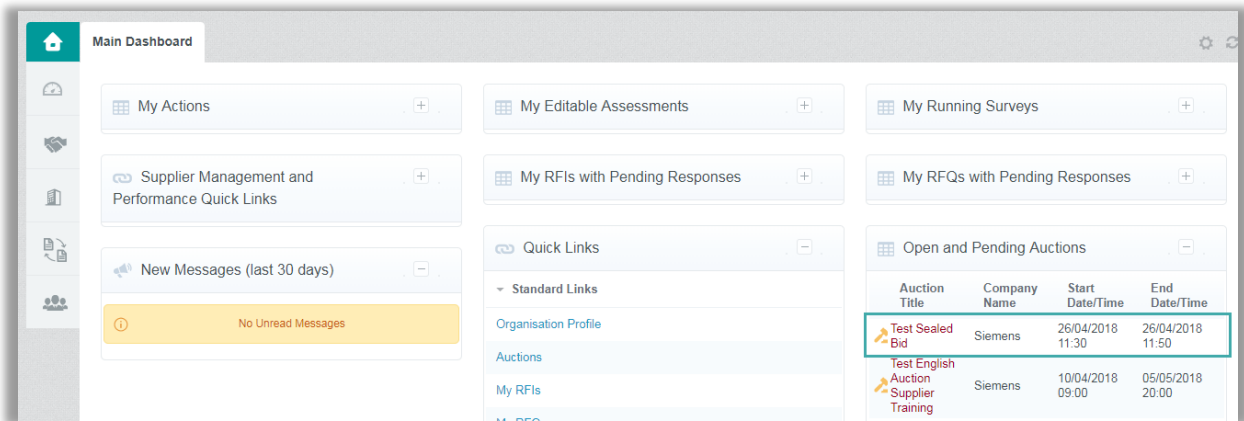 Main Dashboard
My Actions
My Editable Assessments
My Running Surveys
Supplier Management and
Performance Quick Links
My RFIs with Pending Responses
My RFQs with Pending Responses
New Messages (last 30 days)
No Unread Messages
Quick Links
Standard Links
Organisation Profile
Auctions
My RFIs
Open and Pending Auctions
Auction
Title
Company
Name
Start
Date/Time
End
Date/Time
Test Sealed
Bid
Siemens
26/04/2018
11:30
26/04/2018
11:50
Test English
Auction
Supplier
Training
Siemens
10/04/2018
09:00
05/05/2018
20:00